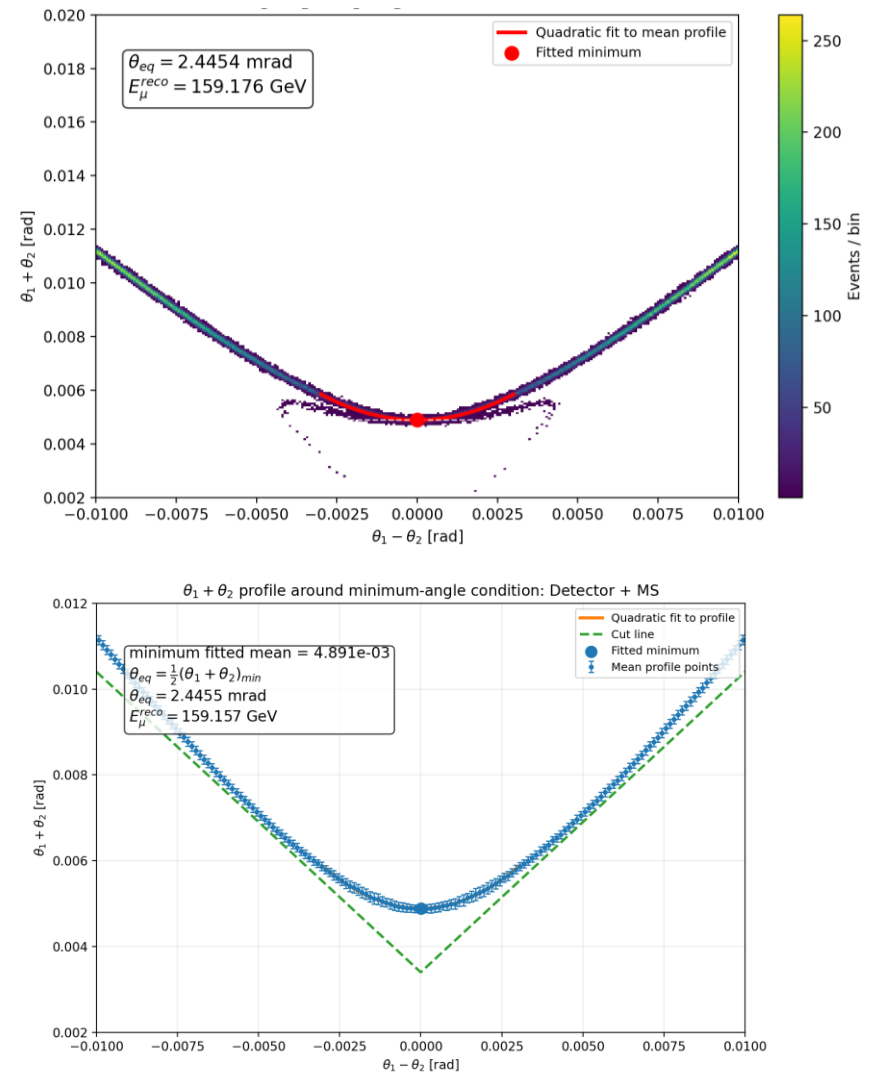 0.020
0.018
0.016
0.014
0.012
0.010
0.008
0.006
0.004
0.002
θ₁ + θ₂ [rad]
θ_eq = 2.4454 mrad
E_μ^reco = 159.176 GeV
Quadratic fit to mean profile
Fitted minimum
−0.0100 −0.0075 −0.0050 −0.0025 0.0000 0.0025 0.0050 0.0075 0.0100
θ₁ − θ₂ [rad]
250
200
150
100
50
Events / bin
θ₁ + θ₂ profile around minimum-angle condition: Detector + MS
0.012
0.010
0.008
0.006
0.004
0.002
θ₁ + θ₂ [rad]
minimum fitted mean = 4.891e-03
θ_eq = ½(θ₁ + θ₂)_min
θ_eq = 2.4455 mrad
E_μ^reco = 159.157 GeV
Quadratic fit to profile
Cut line
Fitted minimum
Mean profile points
−0.0100 −0.0075 −0.0050 −0.0025 0.0000 0.0025 0.0050 0.0075 0.0100
θ₁ − θ₂ [rad]